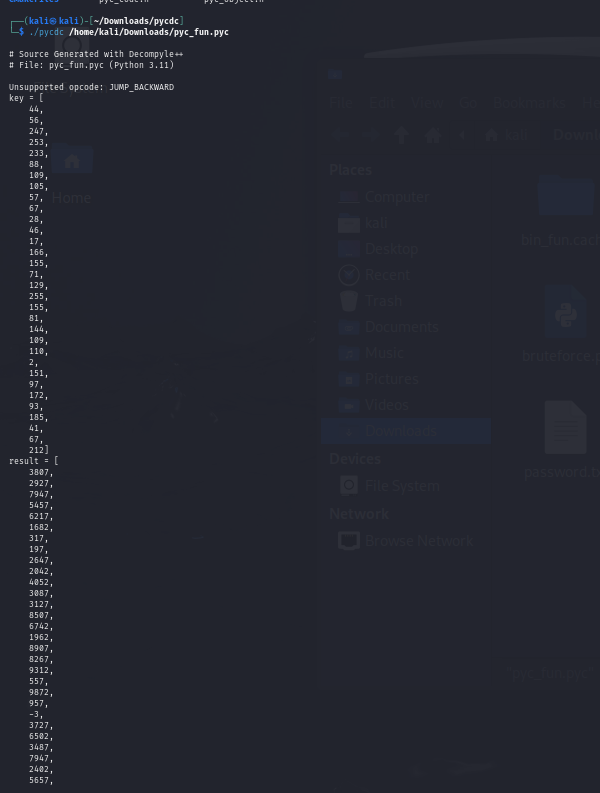 CMakeFiles pyc_code.h pyc_object.h
┌──(kali㉿kali)-[~/Downloads/pycdc]
└─$ ./pycdc /home/kali/Downloads/pyc_fun.pyc
# Source Generated with Decompyle++
# File: pyc_fun.pyc (Python 3.11)
Unsupported opcode: JUMP_BACKWARD
key = [
44,
56,
247,
253,
233,
88,
109,
105,
57,
67,
28,
46,
17,
166,
155,
71,
129,
255,
155,
81,
144,
109,
110,
2,
151,
97,
172,
93,
185,
41,
67,
212]
result = [
3807,
2927,
7947,
5457,
6217,
1682,
317,
197,
2647,
2042,
4052,
3087,
3127,
8507,
6742,
1962,
8907,
8267,
9312,
557,
9872,
957,
-3,
3727,
6502,
3487,
7947,
2402,
5657,
File Edit View Go Bookmarks
kali
Places
Computer
kali
Desktop
Recent
Trash
Documents
Music
Pictures
Videos
Downloads
Devices
File System
Network
Browse Network
Home
"pyc_fun.pyc"